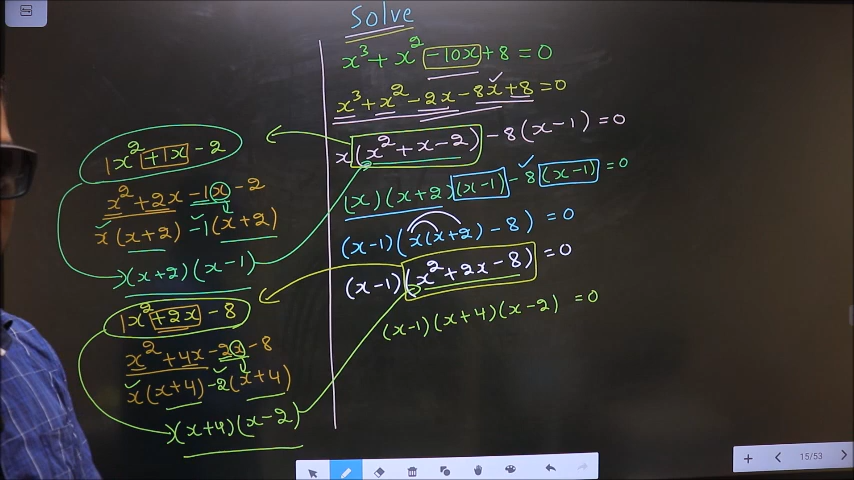 Solve
x³ + x² - 10x + 8 = 0
x³ + x² - 2x - 8x + 8 = 0
x (x² + x - 2) - 8 (x - 1) = 0
(x) (x + 2) (x - 1) - 8 (x - 1) = 0
(x - 1) (x (x + 2) - 8) = 0
(x - 1) (x² + 2x - 8) = 0
(x - 1) (x + 4) (x - 2) = 0
1x² + 1x - 2
x² + 2x - 1x - 2
x (x + 2) - 1 (x + 2)
(x + 2) (x - 1)
1x² + 2x - 8
x² + 4x - 2x - 8
x (x + 4) - 2 (x + 4)
(x + 4) (x - 2)
15/53